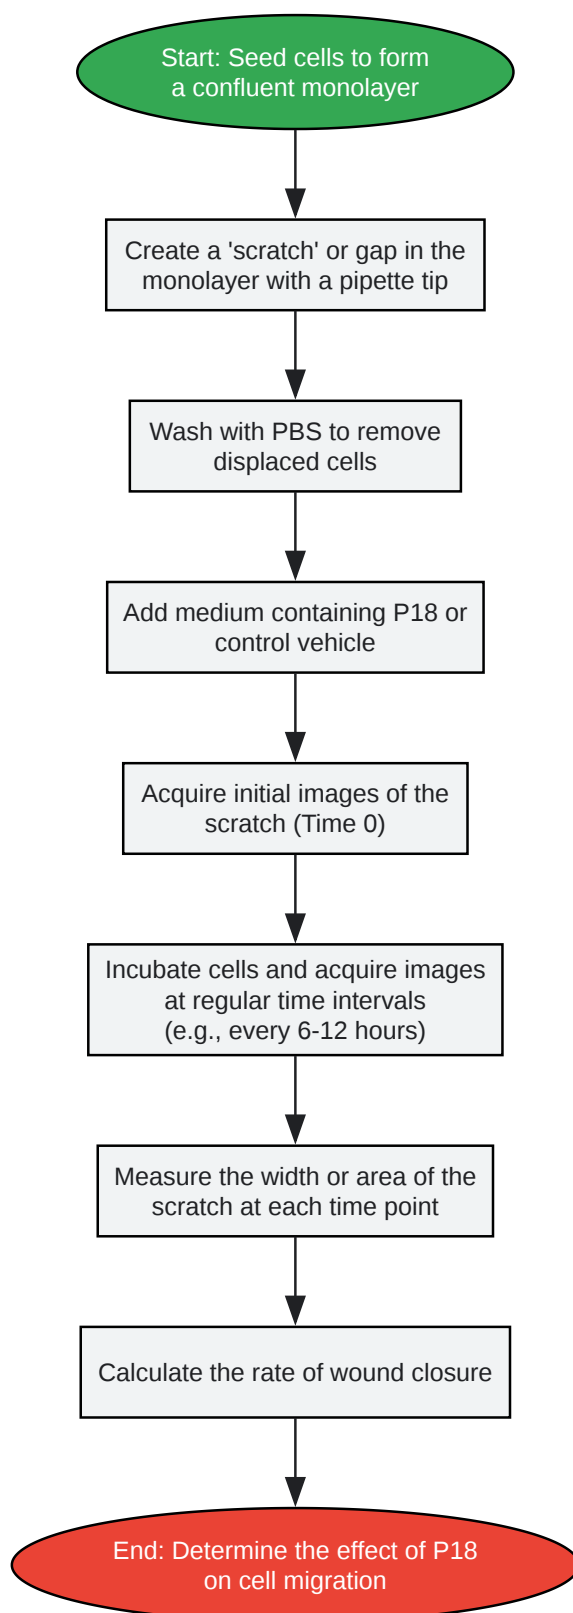 Start: Seed cells to form
a confluent monolayer
Create a 'scratch' or gap in the
monolayer with a pipette tip
Wash with PBS to remove
displaced cells
Add medium containing P18 or
control vehicle
Acquire initial images of the
scratch (Time 0)
Incubate cells and acquire images
at regular time intervals
(e.g., every 6-12 hours)
Measure the width or area of the
scratch at each time point
Calculate the rate of wound closure
End: Determine the effect of P18
on cell migration